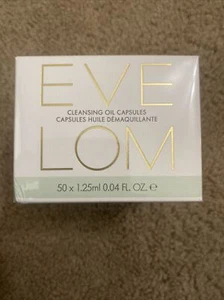 EVE
CLEANSING OIL CAPSULES
CAPSULES HUILE DÉMAQUILLANTE
LOM
50 x 1.25ml 0.04 FL. OZ. ℮